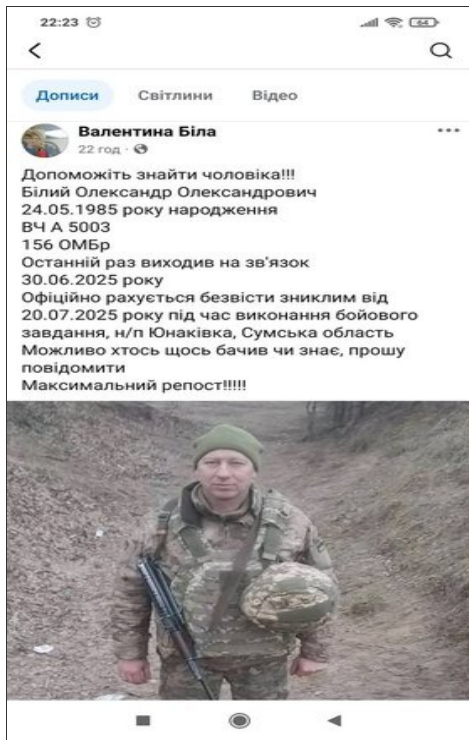 22:23
64
Дописи Світлини Відео
Валентина Біла
22 год ·
Допоможіть знайти чоловіка!!!
Білий Олександр Олександрович
24.05.1985 року народження
ВЧ А 5003
156 ОМБр
Останній раз виходив на зв'язок
30.06.2025 року
Офіційно рахується безвісти зниклим від
20.07.2025 року під час виконання бойового
завдання, н/п Юнаківка, Сумська область
Можливо хтось щось бачив чи знає, прошу
повідомити
Максимальний репост!!!!!